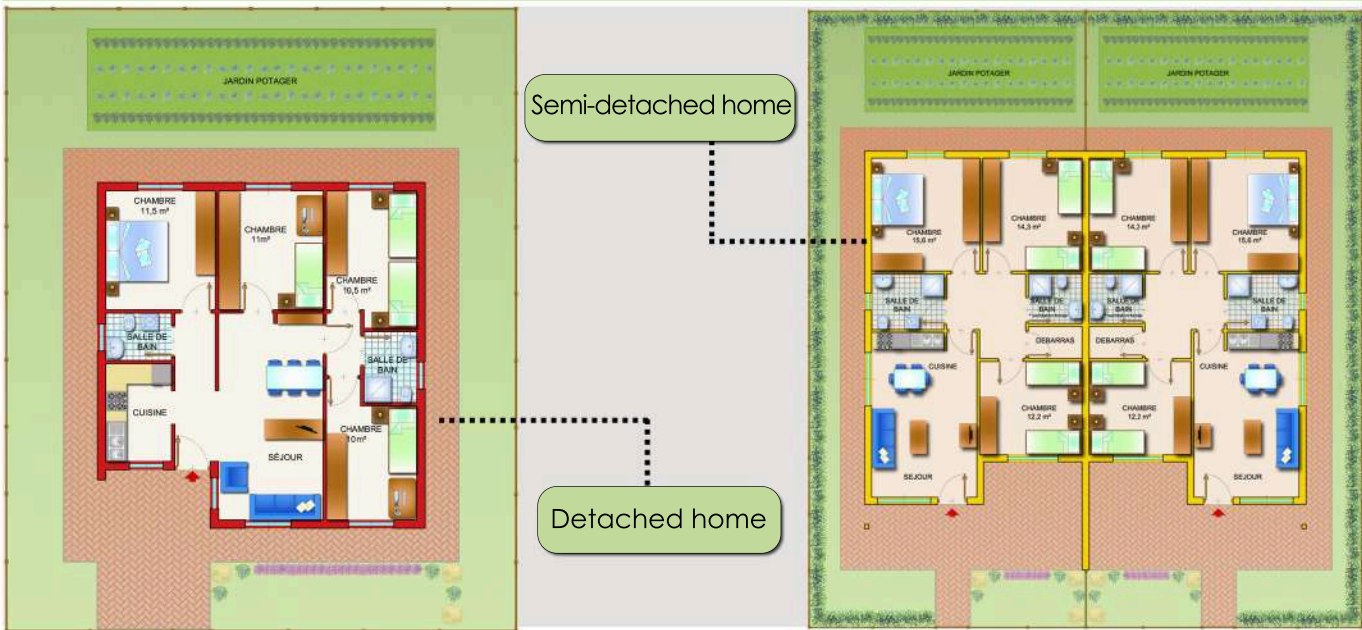 JARDIN POTAGER
CHAMBRE
11,5 m²
CHAMBRE
11m²
CHAMBRE
10,5 m²
SALLE DE
BAIN
SALLE DE
BAIN
CUISINE
CHAMBRE
10m²
SÉJOUR
Semi-detached home
Detached home
JARDIN POTAGER
JARDIN POTAGER
CHAMBRE
15,6 m²
CHAMBRE
14,3 m²
CHAMBRE
14,3 m²
CHAMBRE
15,6 m²
SALLE DE
BAIN
SALLE DE
BAIN
SALLE DE
BAIN
SALLE DE
BAIN
DEBARRAS
DEBARRAS
CUISINE
CUISINE
CHAMBRE
12,2 m²
CHAMBRE
12,2 m²
SEJOUR
SEJOUR